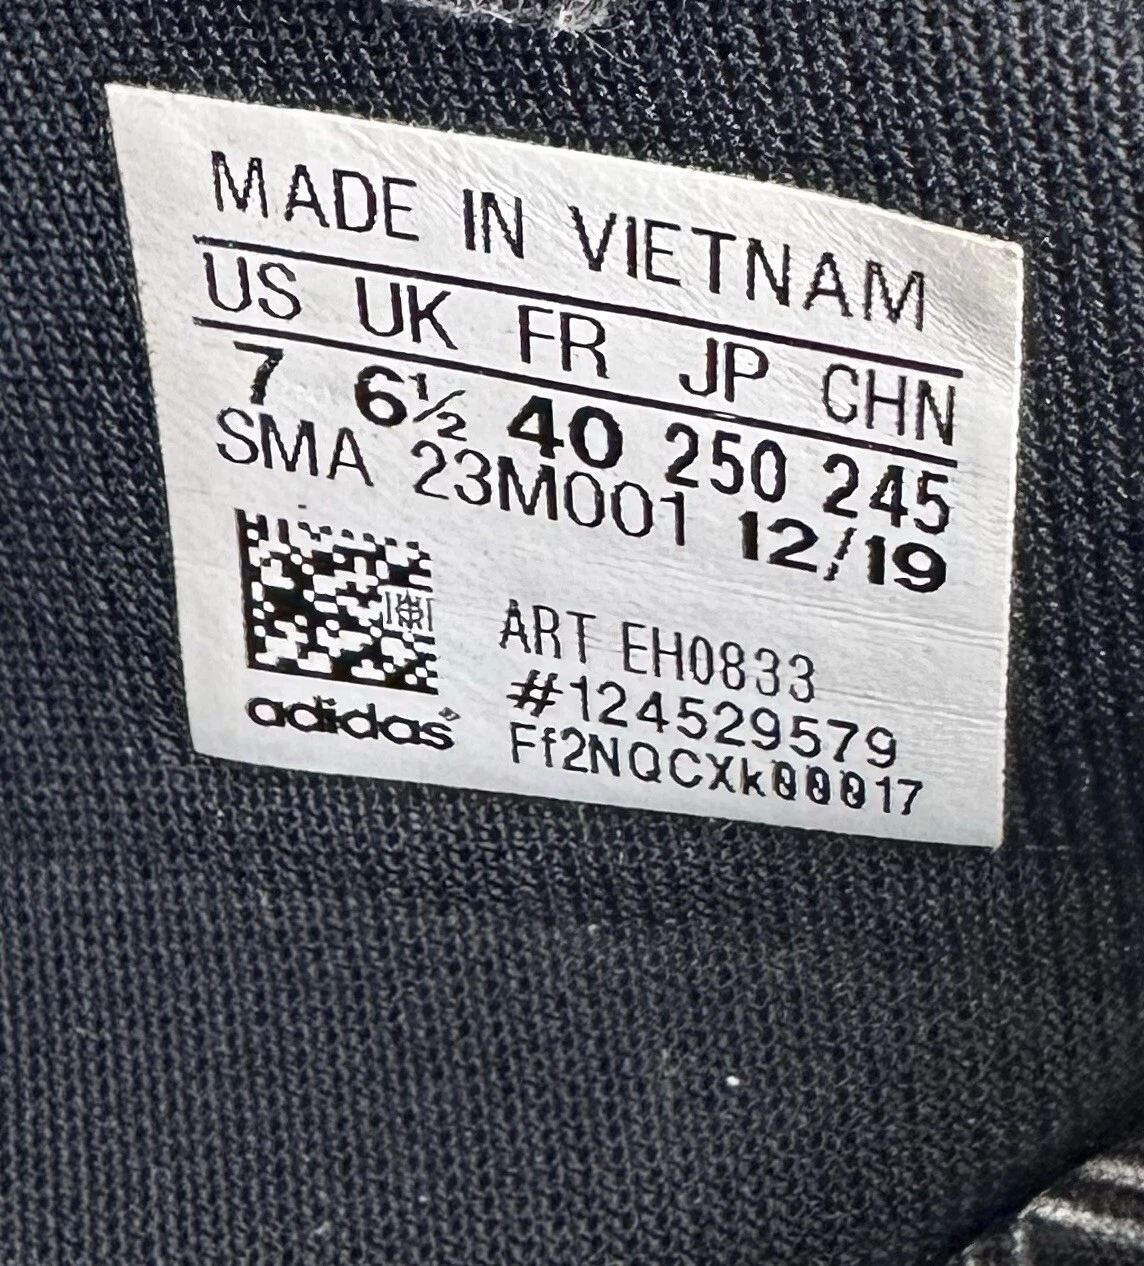 MADE IN VIETNAM
US UK FR JP CHN
7 6½ 40 250 245
SMA 23M001 12/19
ART EH0833
#124529579
Ff2NQCXk00017
adidas